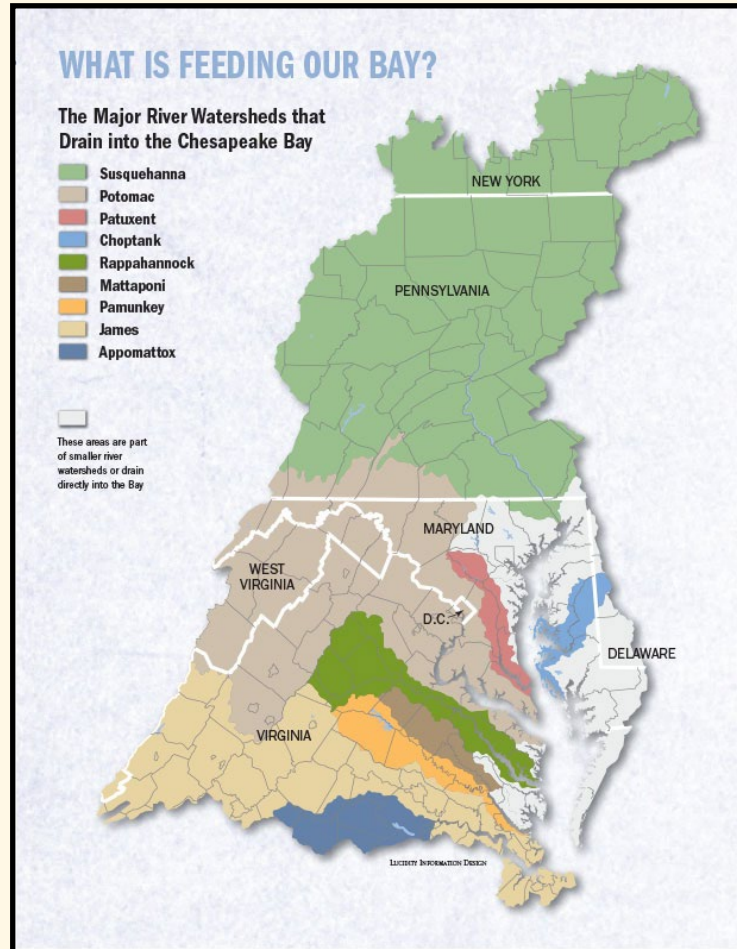 WHAT IS FEEDING OUR BAY?
The Major River Watersheds that
Drain into the Chesapeake Bay
Susquehanna
Potomac
Patuxent
Choptank
Rappahannock
Mattaponi
Pamunkey
James
Appomattox
These areas are part
of smaller river
watersheds or drain
directly into the Bay
NEW YORK
PENNSYLVANIA
MARYLAND
WEST
VIRGINIA
D.C.
DELAWARE
VIRGINIA
LUCIDITY INFORMATION DESIGN